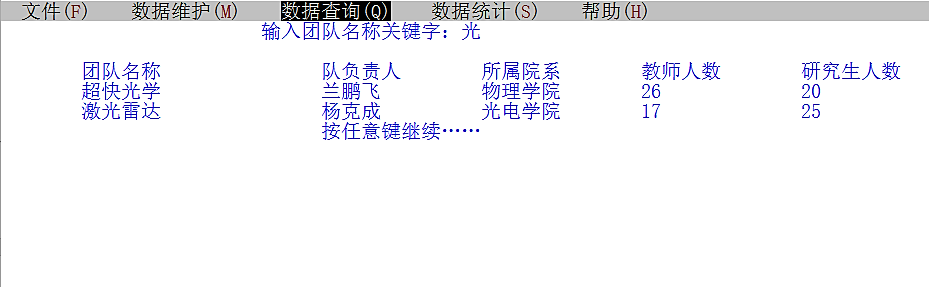 文件(F) 数据维护(M) 数据查询(Q) 数据统计(S) 帮助(H)
输入团队名称关键字：光
团队名称 队负责人 所属院系 教师人数 研究生人数
超快光学 兰鹏飞 物理学院 26 20
激光雷达 杨克成 光电学院 17 25
按任意键继续……